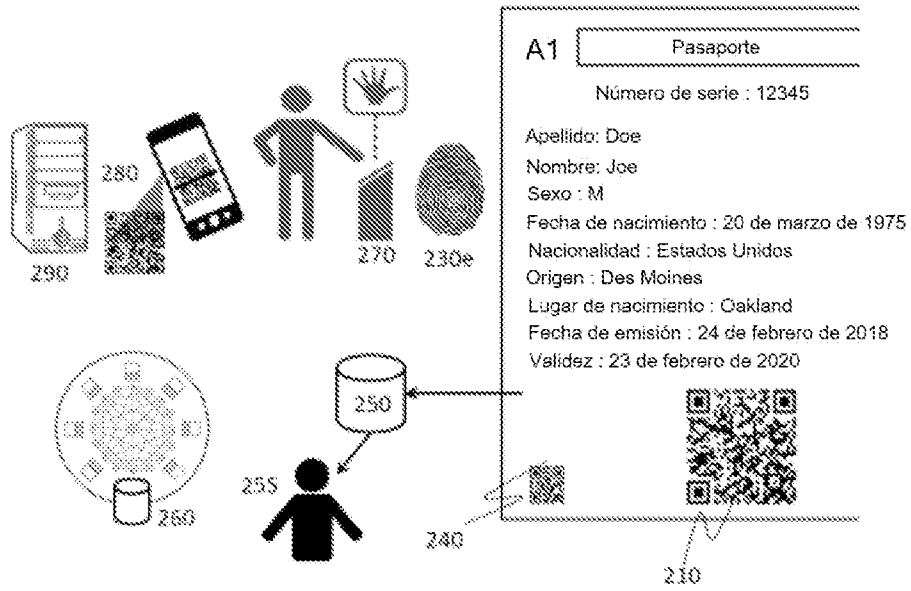 A1 Pasaporte
Número de serie : 12345
Apellido: Doe
Nombre: Joe
Sexo : M
Fecha de nacimiento : 20 de marzo de 1975
Nacionalidad : Estados Unidos
Origen : Des Moines
Lugar de nacimiento : Oakland
Fecha de emisión : 24 de febrero de 2018
Validez : 23 de febrero de 2020
280
290
270
230e
250
255
260
240
210